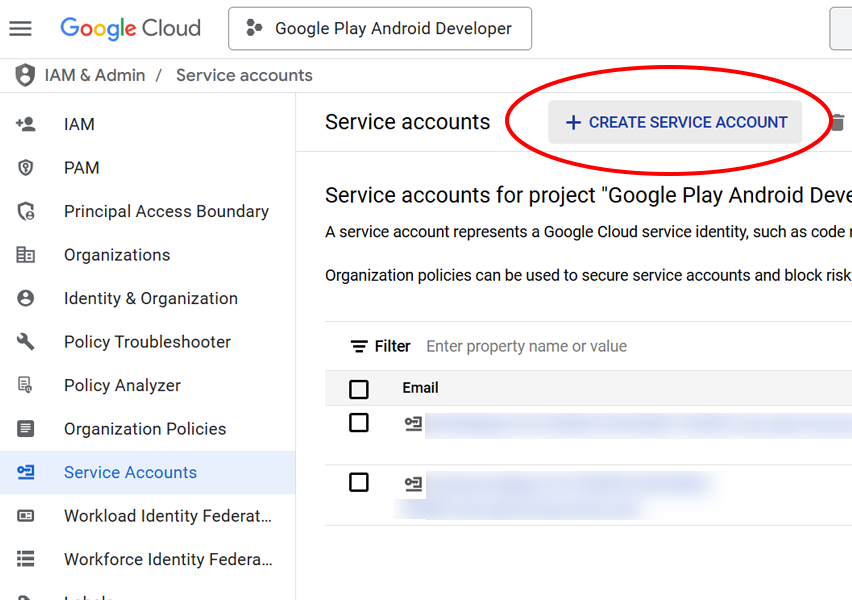 Google Cloud
Google Play Android Developer
IAM & Admin / Service accounts
IAM
PAM
Principal Access Boundary
Organizations
Identity & Organization
Policy Troubleshooter
Policy Analyzer
Organization Policies
Service Accounts
Workload Identity Federat...
Workforce Identity Federa...
Service accounts
+ CREATE SERVICE ACCOUNT
Service accounts for project "Google Play Android Deve
A service account represents a Google Cloud service identity, such as code
Organization policies can be used to secure service accounts and block risk
Filter Enter property name or value
Email